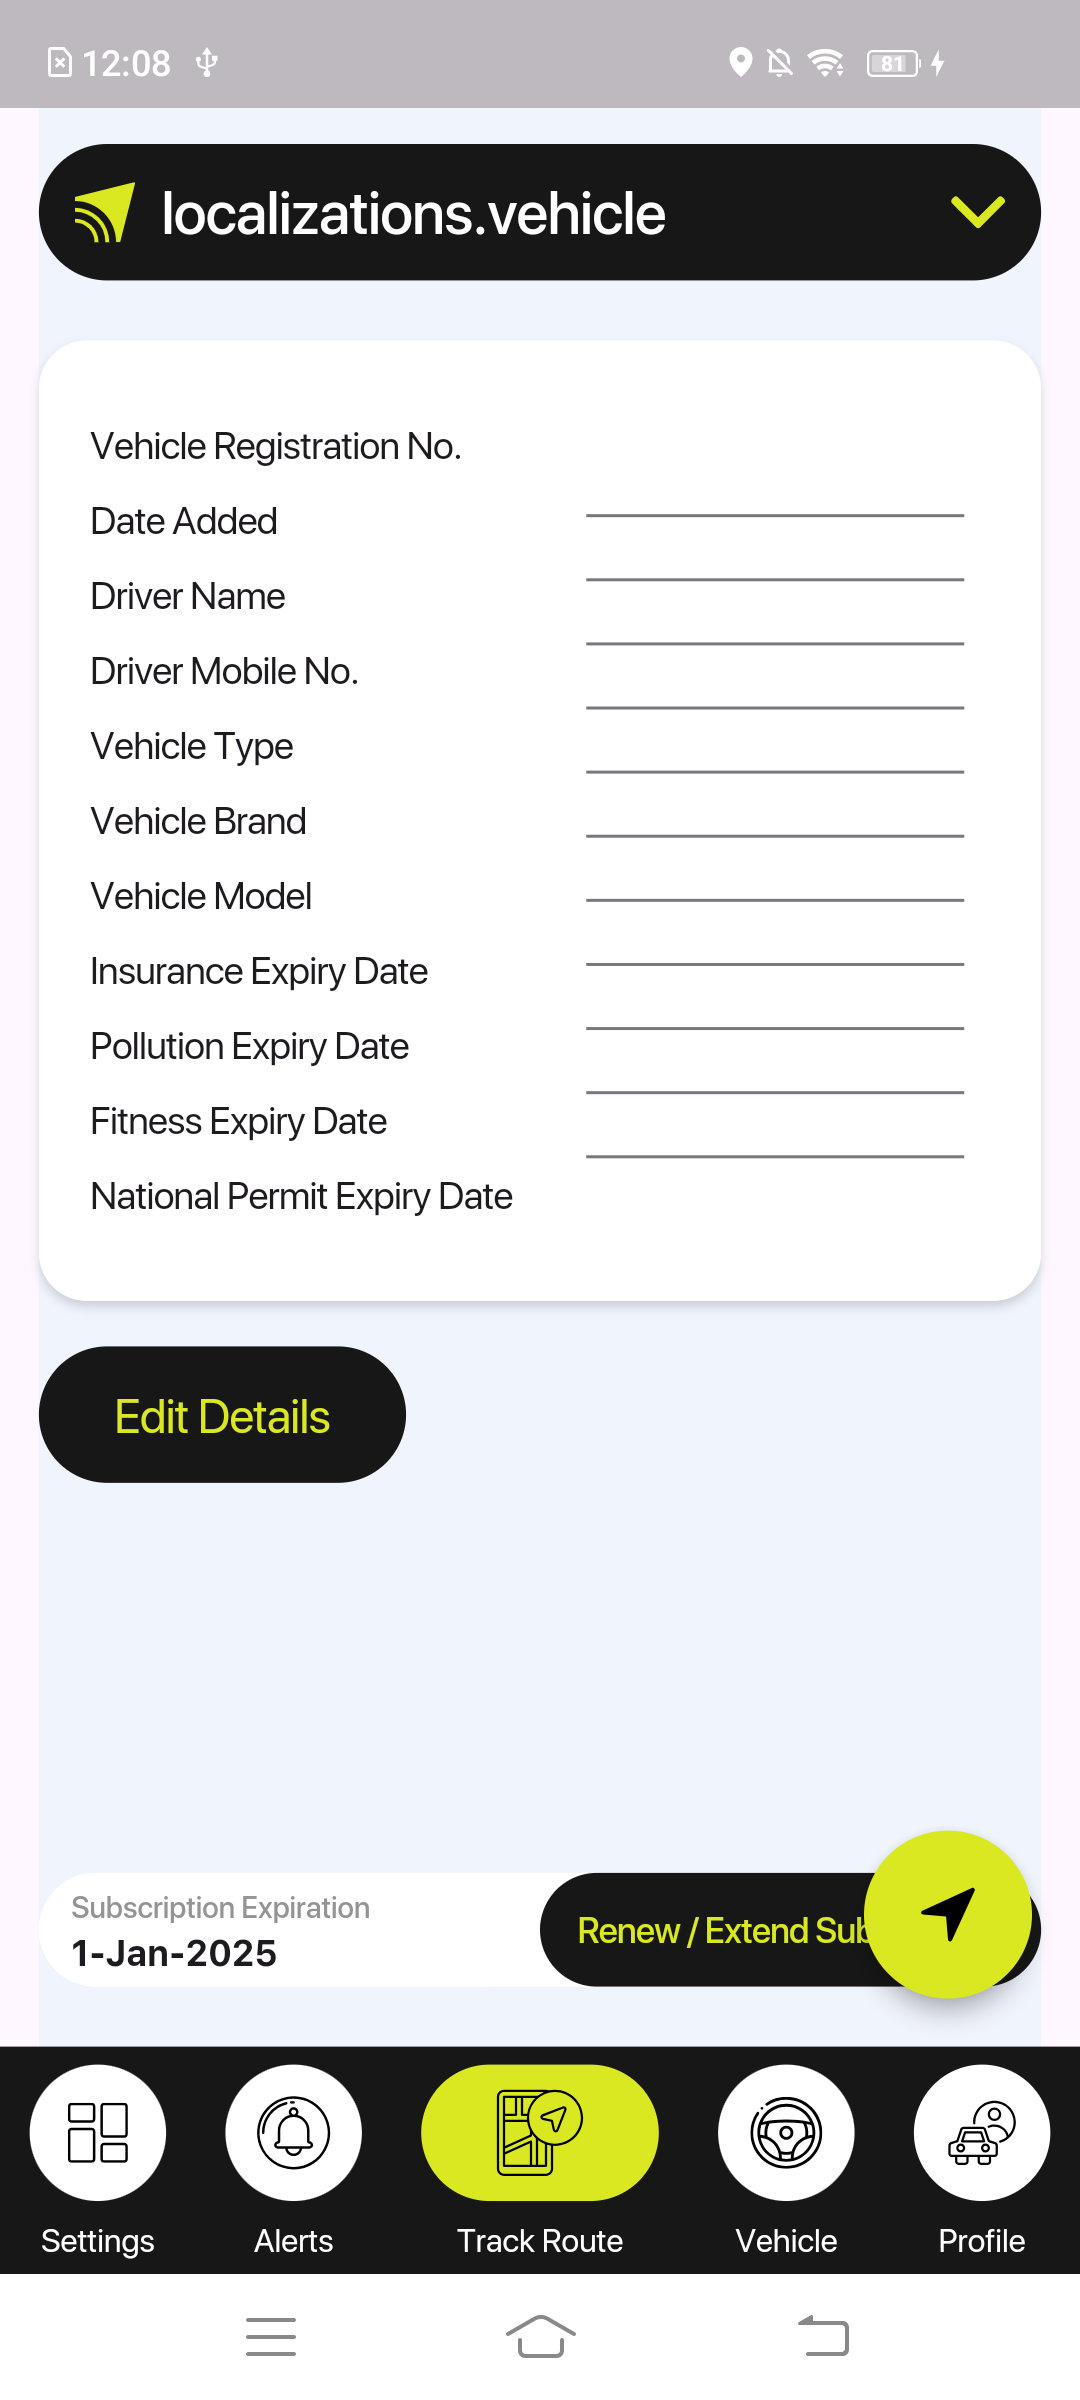 12:08
81
localizations.vehicle
Vehicle Registration No.
Date Added
Driver Name
Driver Mobile No.
Vehicle Type
Vehicle Brand
Vehicle Model
Insurance Expiry Date
Pollution Expiry Date
Fitness Expiry Date
National Permit Expiry Date
Edit Details
Subscription Expiration
1-Jan-2025
Renew / Extend Sub
Settings
Alerts
Track Route
Vehicle
Profile